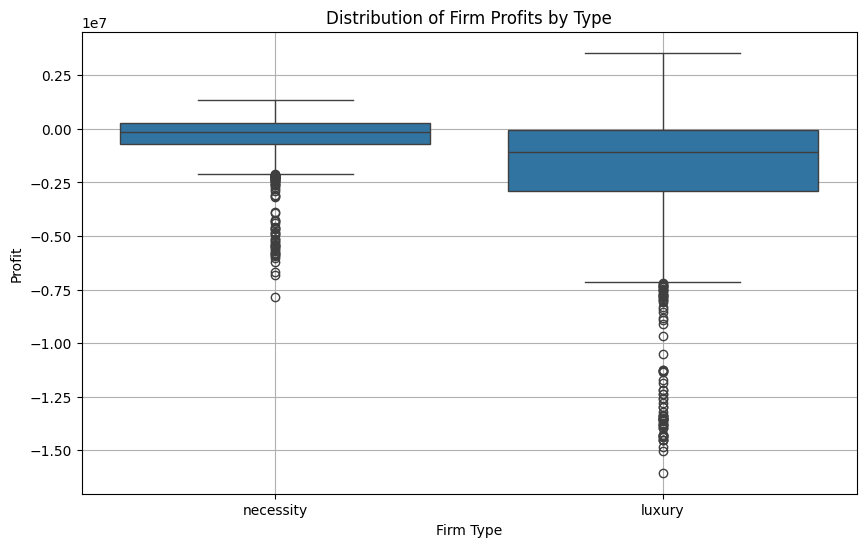 Distribution of Firm Profits by Type
1e7
0.25
0.00
−0.25
−0.50
−0.75
−1.00
−1.25
−1.50
Profit
necessity
luxury
Firm Type